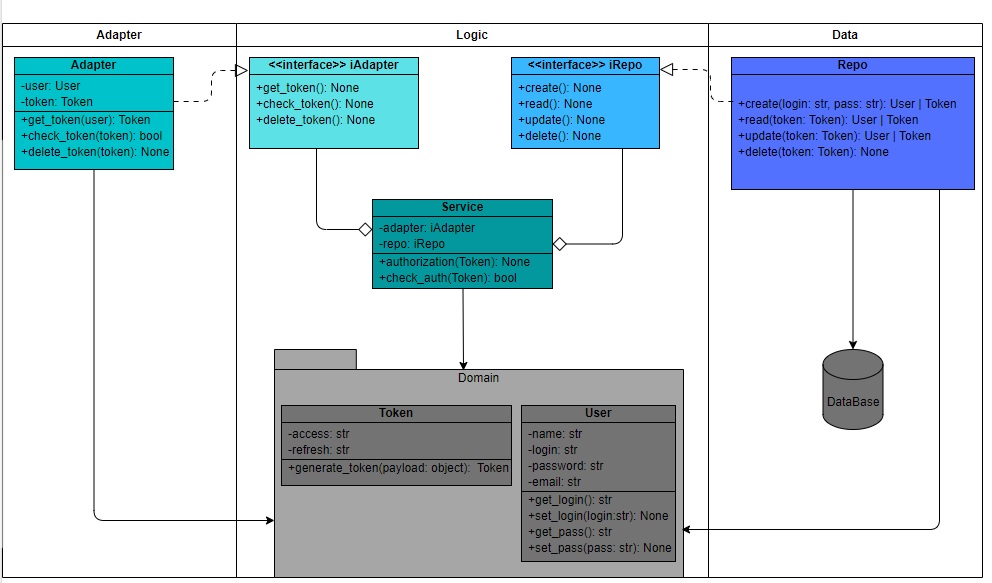 Adapter
Logic
Data
Adapter
-user: User
-token: Token
+get_token(user): Token
+check_token(token): bool
+delete_token(token): None
<<interface>> iAdapter
+get_token(): None
+check_token(): None
+delete_token(): None
<<interface>> iRepo
+create(): None
+read(): None
+update(): None
+delete(): None
Repo
+create(login: str, pass: str): User | Token
+read(token: Token): User | Token
+update(token: Token): User | Token
+delete(token: Token): None
Service
-adapter: iAdapter
-repo: iRepo
+authorization(Token): None
+check_auth(Token): bool
Domain
Token
-access: str
-refresh: str
+generate_token(payload: object): Token
User
-name: str
-login: str
-password: str
-email: str
+get_login(): str
+set_login(login:str): None
+get_pass(): str
+set_pass(pass: str): None
DataBase